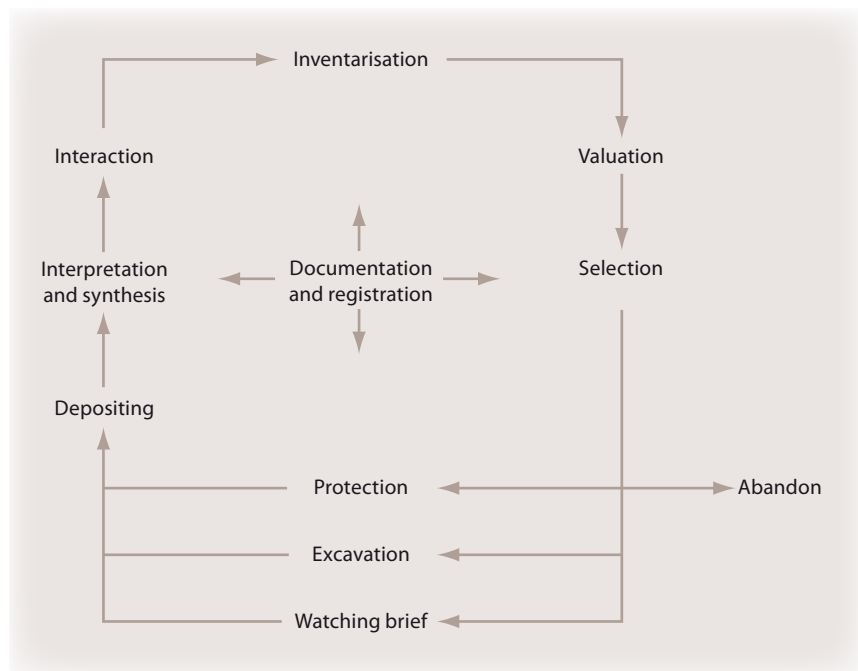 Inventarisation
Interaction
Valuation
Interpretation
and synthesis
Documentation
and registration
Selection
Depositing
Protection
Abandon
Excavation
Watching brief